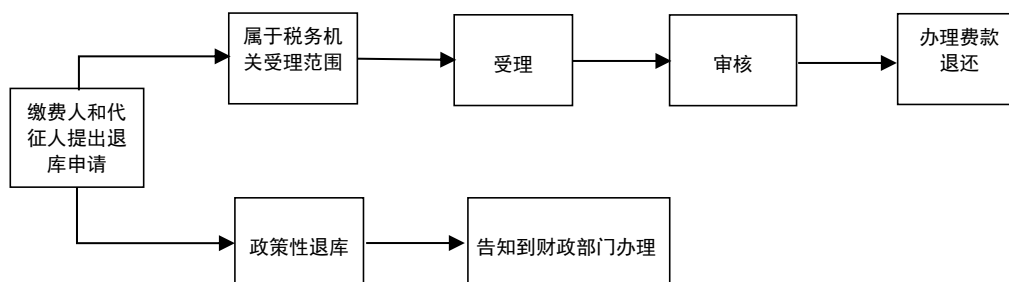 属于税务机
关受理范围
受理
审核
办理费款
退还
缴费人和代
征人提出退
库申请
政策性退库
告知到财政部门办理